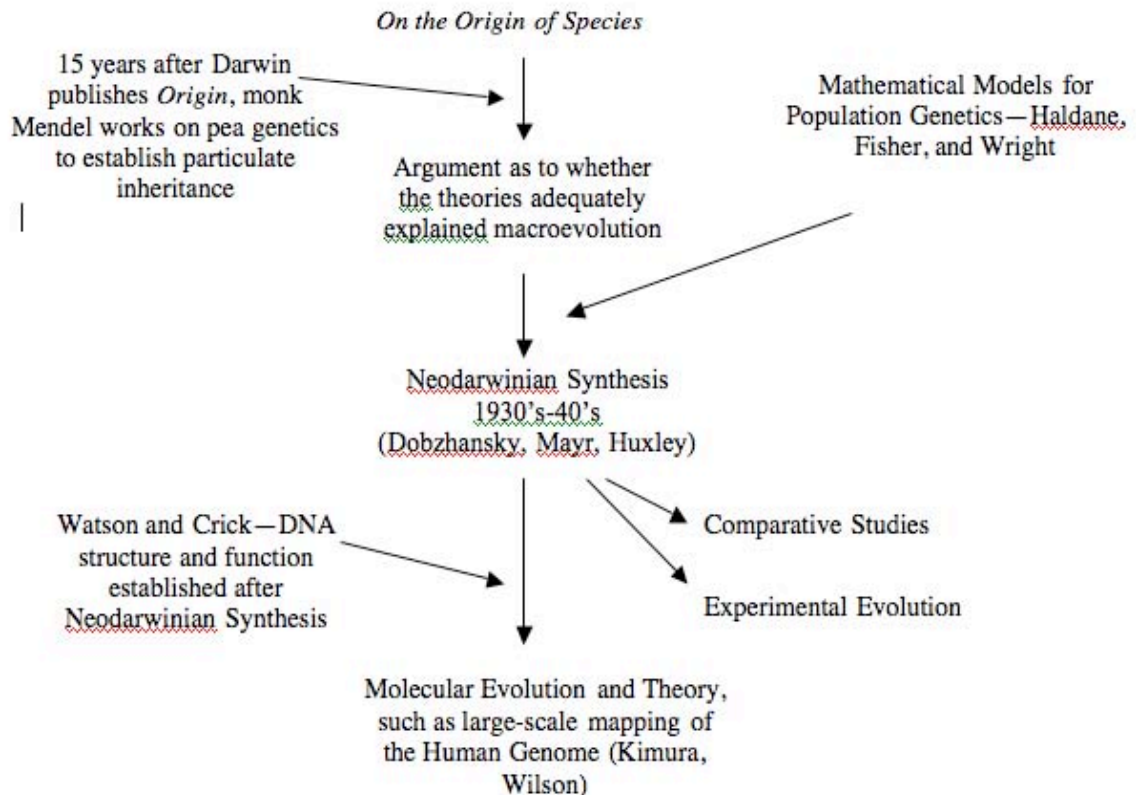 On the Origin of Species
15 years after Darwin
publishes Origin, monk
Mendel works on pea genetics
to establish particulate
inheritance
Mathematical Models for
Population Genetics—Haldane,
Fisher, and Wright
Argument as to whether
the theories adequately
explained macroevolution
Neodarwinian Synthesis
1930's-40's
(Dobzhansky, Mayr, Huxley)
Watson and Crick—DNA
structure and function
established after
Neodarwinian Synthesis
Comparative Studies
Experimental Evolution
Molecular Evolution and Theory,
such as large-scale mapping of
the Human Genome (Kimura,
Wilson)